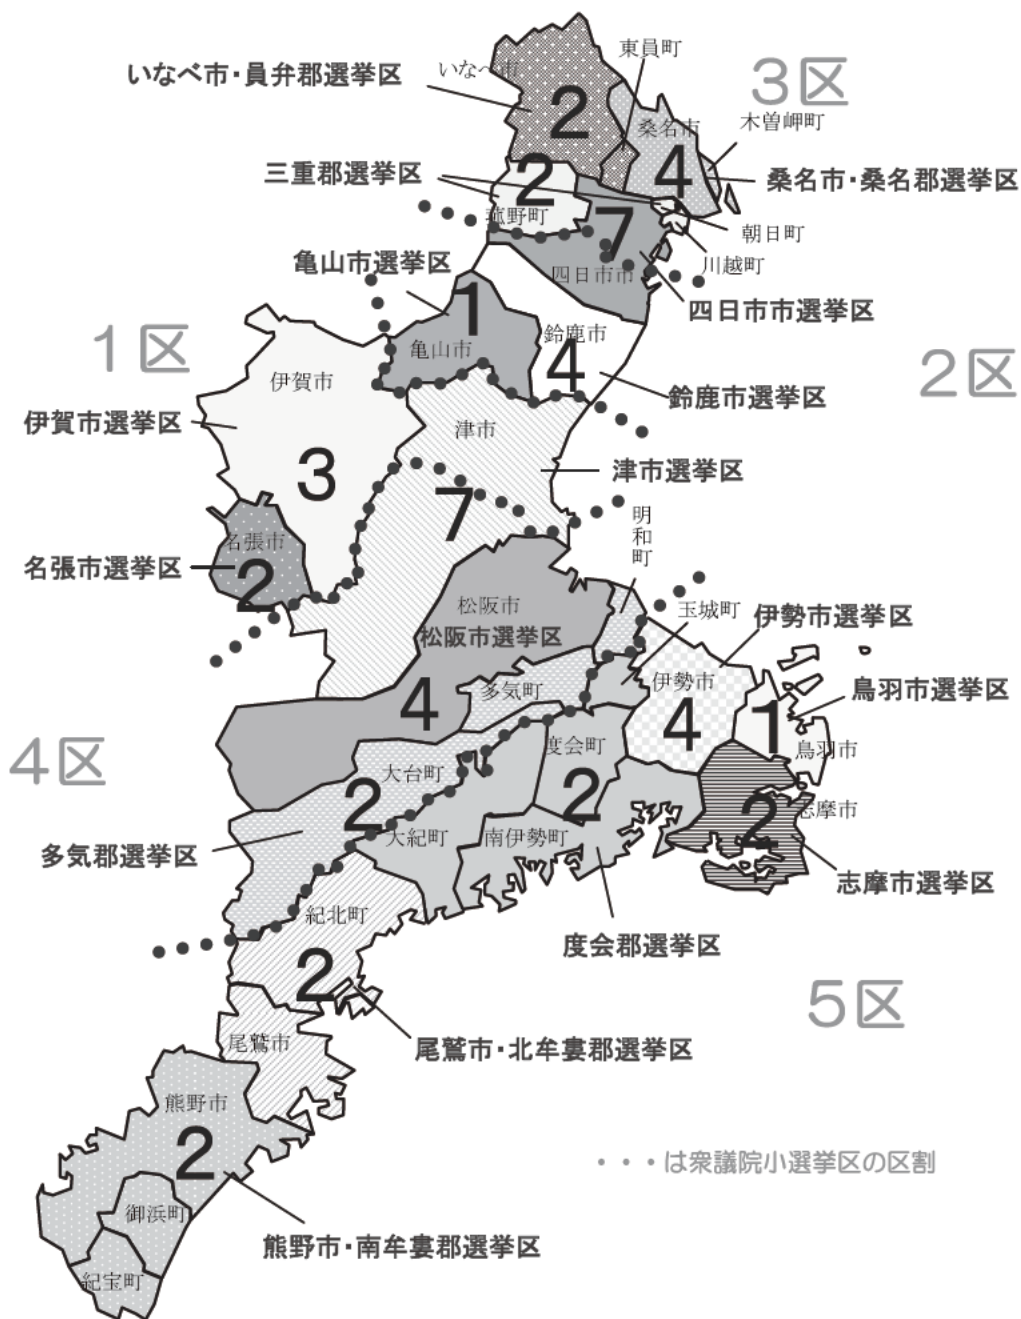 東員町
いなべ市・員弁郡選挙区
いなべ市
3区
2
桑名市
木曽岬町
三重郡選挙区
2
4
桑名市・桑名郡選挙区
菰野町
7
朝日町
亀山市選挙区
四日市市
川越町
1
四日市市選挙区
1区
亀山市
鈴鹿市
2区
伊賀市
4
鈴鹿市選挙区
伊賀市選挙区
津市
3
津市選挙区
7
明和町
名張市
名張市選挙区
2
松阪市
玉城町
伊勢市選挙区
松阪市選挙区
多気町
伊勢市
鳥羽市選挙区
4
4
1
4区
度会町
鳥羽市
大台町
2
2
2
志摩市
多気郡選挙区
大紀町
南伊勢町
志摩市選挙区
紀北町
度会郡選挙区
2
5区
尾鷲市
尾鷲市・北牟婁郡選挙区
熊野市
2
・・・は衆議院小選挙区の区割
御浜町
熊野市・南牟婁郡選挙区
紀宝町